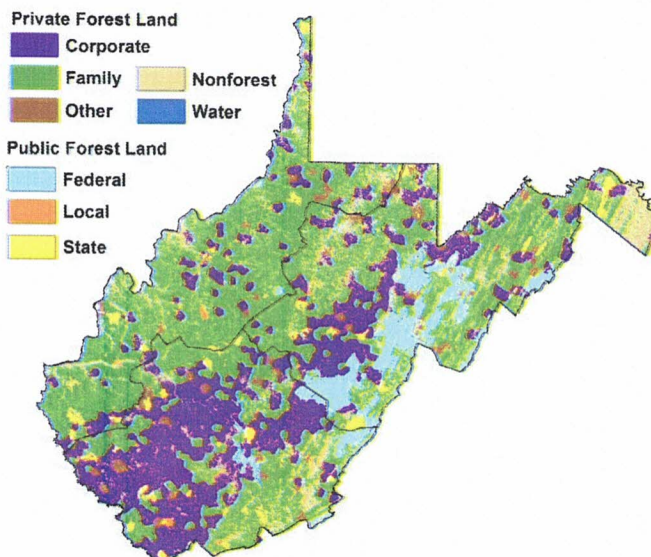 Private Forest Land
Corporate
Family
Nonforest
Other
Water
Public Forest Land
Federal
Local
State